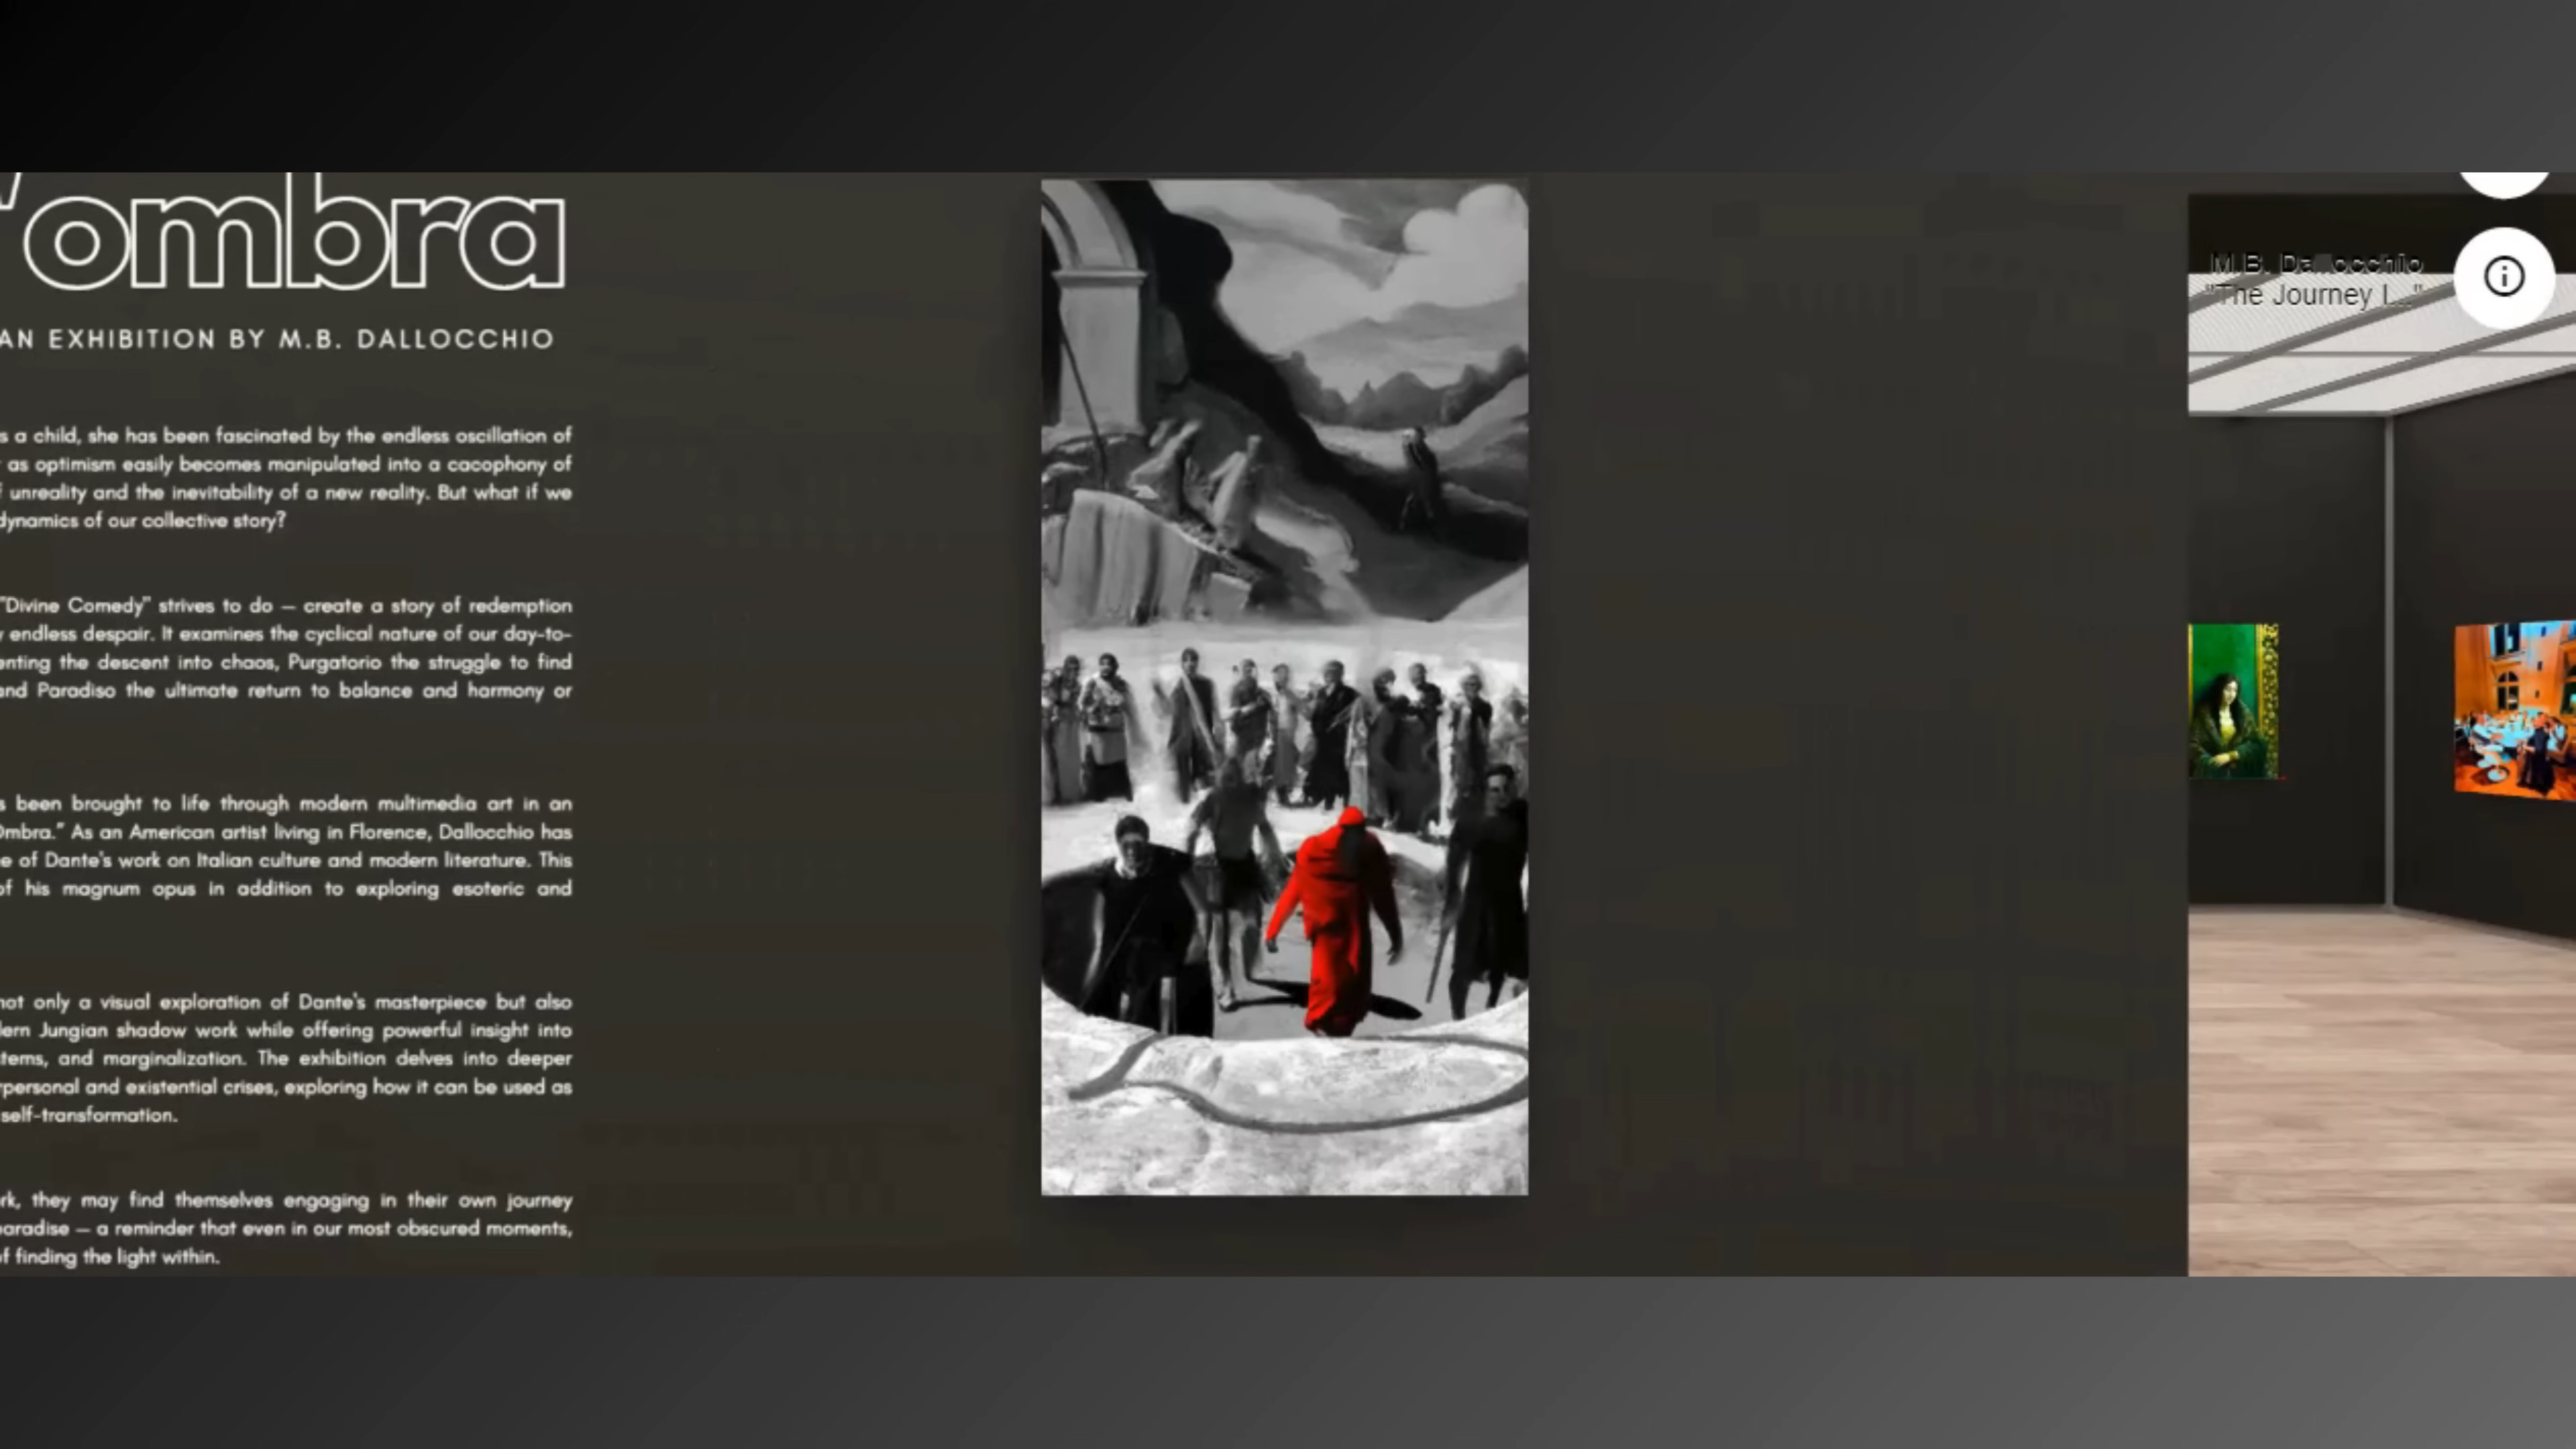 'ombra
AN EXHIBITION BY M.B. DALLOCCHIO
s a child, she has been fascinated by the endless oscillation of
as optimism easily becomes manipulated into a cacophony of
f unreality and the inevitability of a new reality. But what if we
dynamics of our collective story?
"Divine Comedy" strives to do — create a story of redemption
y endless despair. It examines the cyclical nature of our day-to-
enting the descent into chaos, Purgatorio the struggle to find
and Paradiso the ultimate return to balance and harmony or
s been brought to life through modern multimedia art in an
Ombra." As an American artist living in Florence, Dallocchio has
e of Dante's work on Italian culture and modern literature. This
of his magnum opus in addition to exploring esoteric and
not only a visual exploration of Dante's masterpiece but also
dern Jungian shadow work while offering powerful insight into
stems, and marginalization. The exhibition delves into deeper
rpersonal and existential crises, exploring how it can be used as
self-transformation.
rk, they may find themselves engaging in their own journey
paradise — a reminder that even in our most obscured moments,
of finding the light within.
M.B. Dallocchio
"The Journey I..."